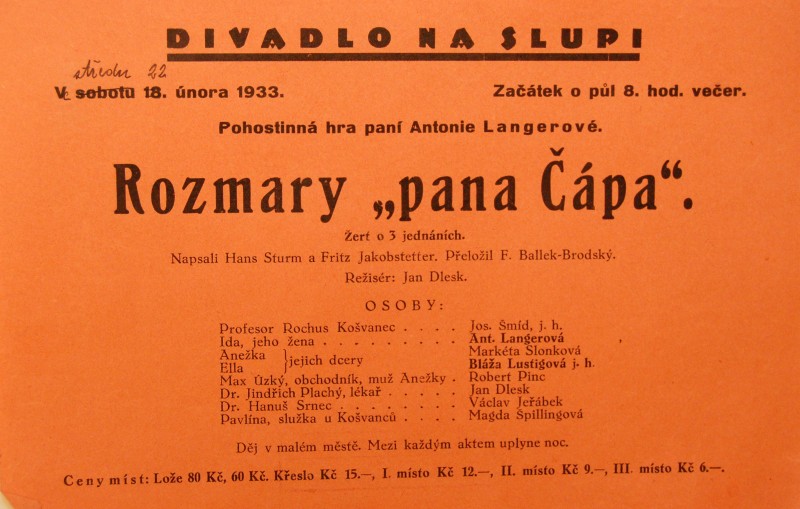 DIVADLO NA SLUPI
středu 22
V sobotu 18. února 1933. Začátek o půl 8. hod. večer.
Pohostinná hra paní Antonie Langerové.
Rozmary „pana Čápa“.
Žert o 3 jednáních.
Napsali Hans Sturm a Fritz Jakobstetter. Přeložil F. Ballek-Brodský.
Režisér: Jan Dlesk.
OSOBY:
Profesor Rochus Košvanec . . . . Jos. Šmíd, j. h.
Ida, jeho žena . . . . . . . . . Ant. Langerová
Anežka } jejich dcery Markéta Slonková
Ella Bláža Lustigová j. h.
Max Úzký, obchodník, muž Anežky . Robert Pinc
Dr. Jindřich Plachý, lékař . . . . . Jan Dlesk
Dr. Hanuš Srnec . . . . . . . . Václav Jeřábek
Pavlína, služka u Košvanců . . . . Magda Špillingová
Děj v malém městě. Mezi každým aktem uplyne noc.
Ceny míst: Lože 80 Kč, 60 Kč. Křeslo Kč 15.—, I. místo Kč 12.—, II. místo Kč 9.—, III. místo Kč 6.—.